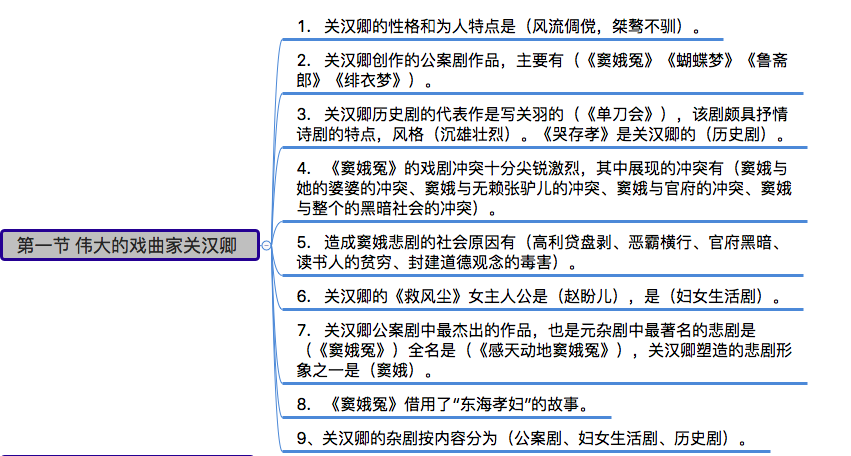 第一节 伟大的戏曲家关汉卿
1. 关汉卿的性格和为人特点是（风流倜傥，桀骜不驯）。
2. 关汉卿创作的公案剧作品，主要有（《窦娥冤》《蝴蝶梦》《鲁斋
郎》《绯衣梦》）。
3. 关汉卿历史剧的代表作是写关羽的（《单刀会》），该剧颇具抒情
诗剧的特点，风格（沉雄壮烈）。《哭存孝》是关汉卿的（历史剧）。
4. 《窦娥冤》的戏剧冲突十分尖锐激烈，其中展现的冲突有（窦娥与
她的婆婆的冲突、窦娥与无赖张驴儿的冲突、窦娥与官府的冲突、窦娥
与整个的黑暗社会的冲突）。
5. 造成窦娥悲剧的社会原因有（高利贷盘剥、恶霸横行、官府黑暗、
读书人的贫穷、封建道德观念的毒害）。
6. 关汉卿的《救风尘》女主人公是（赵盼儿），是（妇女生活剧）。
7. 关汉卿公案剧中最杰出的作品，也是元杂剧中最著名的悲剧是
（《窦娥冤》）全名是（《感天动地窦娥冤》），关汉卿塑造的悲剧形
象之一是（窦娥）。
8. 《窦娥冤》借用了“东海孝妇”的故事。
9、关汉卿的杂剧按内容分为（公案剧、妇女生活剧、历史剧）。